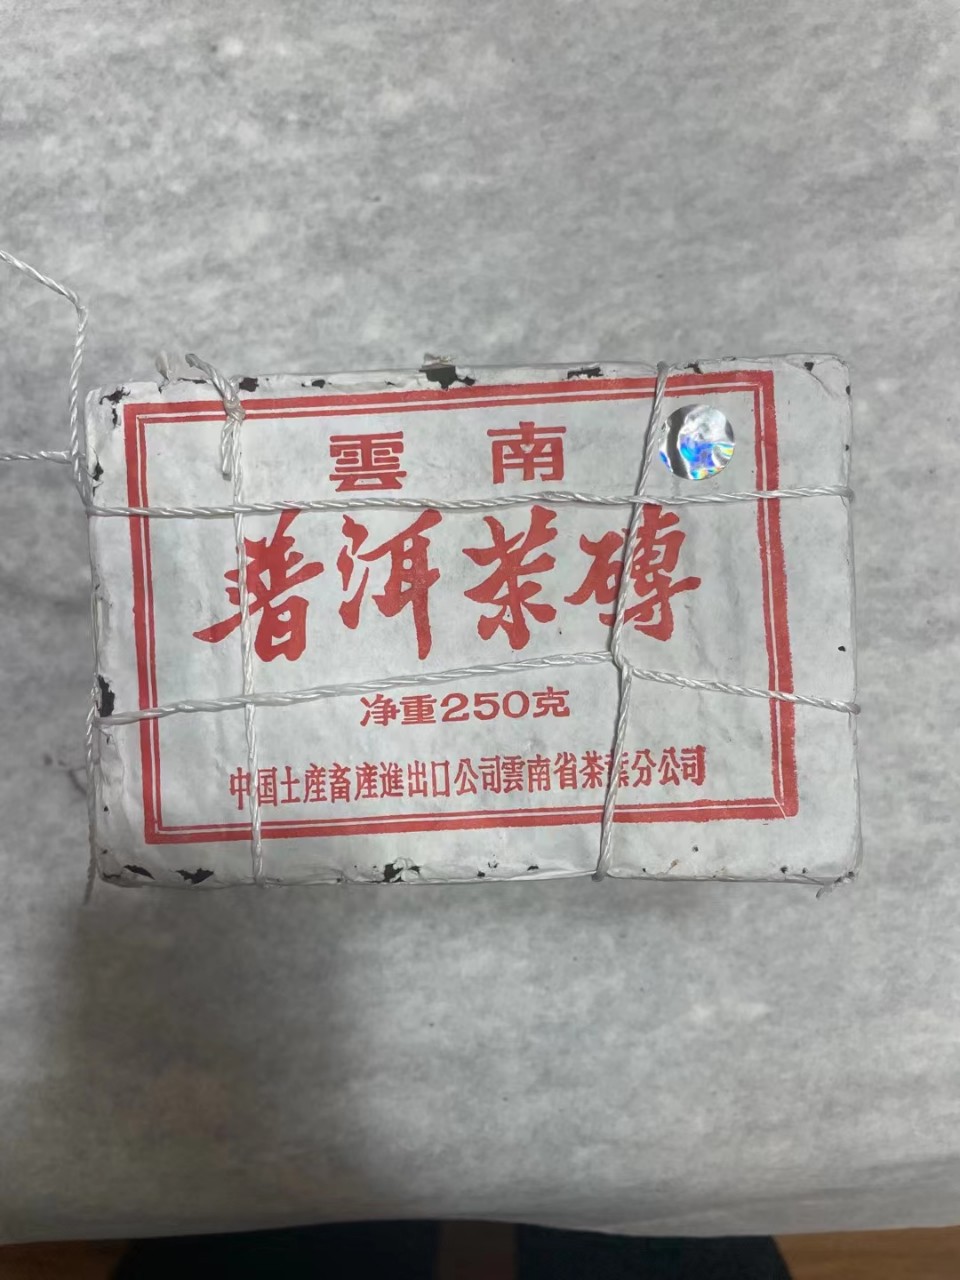 雲南
普洱茶磚
净重250克
中国土産畜産進出口公司雲南省茶葉分公司